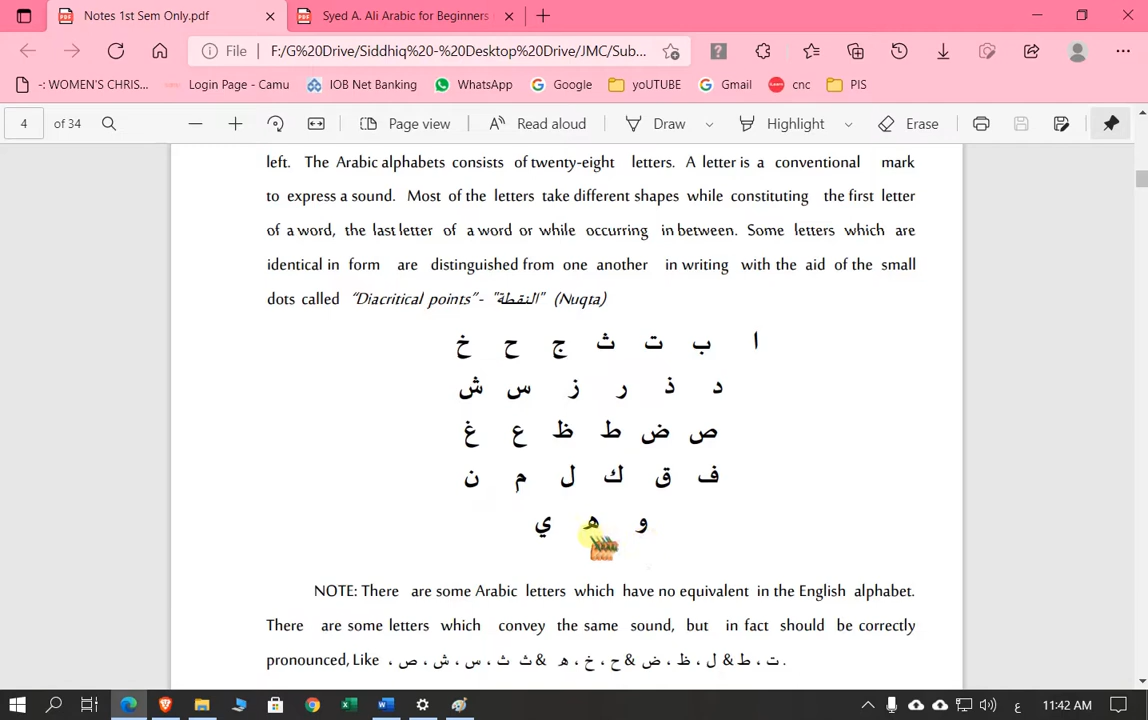 Notes 1st Sem Only.pdf
Syed A. Ali Arabic for Beginners
File
F:/G%20Drive/Siddhiq%20-%20Desktop%20Drive/JMC/Sub...
-: WOMEN'S CHRIS...
Login Page - Camu
IOB Net Banking
WhatsApp
Google
yoUTUBE
Gmail
cnc
PIS
4 of 34
Page view
Read aloud
Draw
Highlight
Erase
left. The Arabic alphabets consists of twenty-eight letters. A letter is a conventional mark
to express a sound. Most of the letters take different shapes while constituting the first letter
of a word, the last letter of a word or while occurring in between. Some letters which are
identical in form are distinguished from one another in writing with the aid of the small
dots called "Diacritical points"- "النقطة" (Nuqta)
ا ب ت ث ج ح خ
د ذ ر ز س ش
ص ض ط ظ ع غ
ف ق ك ل م ن
و ه ي
NOTE: There are some Arabic letters which have no equivalent in the English alphabet.
There are some letters which convey the same sound, but in fact should be correctly
pronounced, Like ث ث ، س ، ش ، ص ، & ح ، خ ، ه & ل ، ظ ، ض & ت ، ط .
ع
11:42 AM